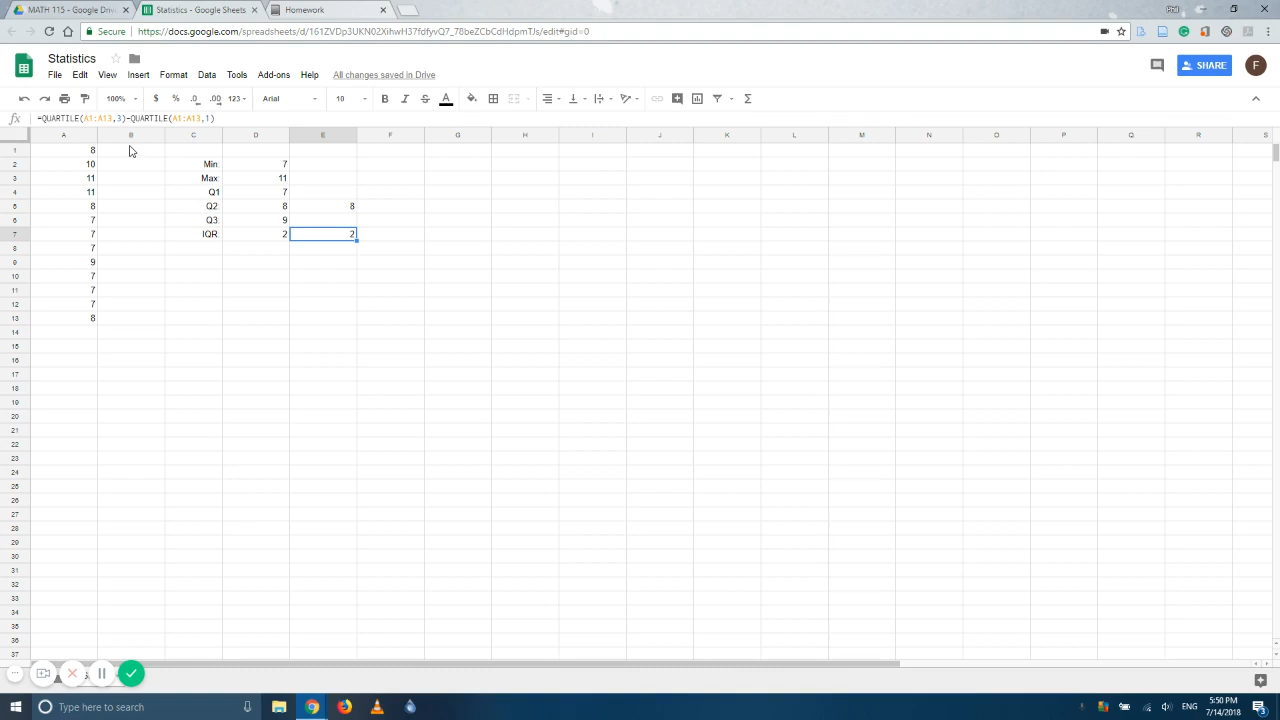 MATH 115 - Google Driv
Statistics - Google Sheets
Homework
Secure
https://docs.google.com/spreadsheets/d/161ZVDp3UKN02XihwH37fdfyvQ7_78beZCbCdHdpmTJs/edit#gid=0
Statistics
File Edit View Insert Format Data Tools Add-ons Help All changes saved in Drive
SHARE
F
100% $ % .0 .00 123 Arial 10 B I S A Σ
fx =QUARTILE(A1:A13,3)-QUARTILE(A1:A13,1)
A B C D E F G H I J K L M N O P Q R S
1 8
2 10 Min: 7
3 11 Max: 11
4 11 Q1 7
5 8 Q2: 8 8
6 7 Q3: 9
7 7 IQR: 2 2
8 7
9 9
10 7
11 7
12 7
13 8
14
15
16
17
18
19
20
21
22
23
24
25
26
27
28
29
30
31
32
33
34
35
36
37
Type here to search
ENG
5:50 PM
7/14/2018
3